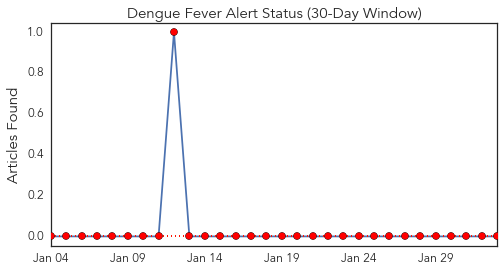 Dengue Fever Alert Status (30-Day Window)
Articles Found
1.0
0.8
0.6
0.4
0.2
0.0
Jan 04 Jan 09 Jan 14 Jan 19 Jan 24 Jan 29